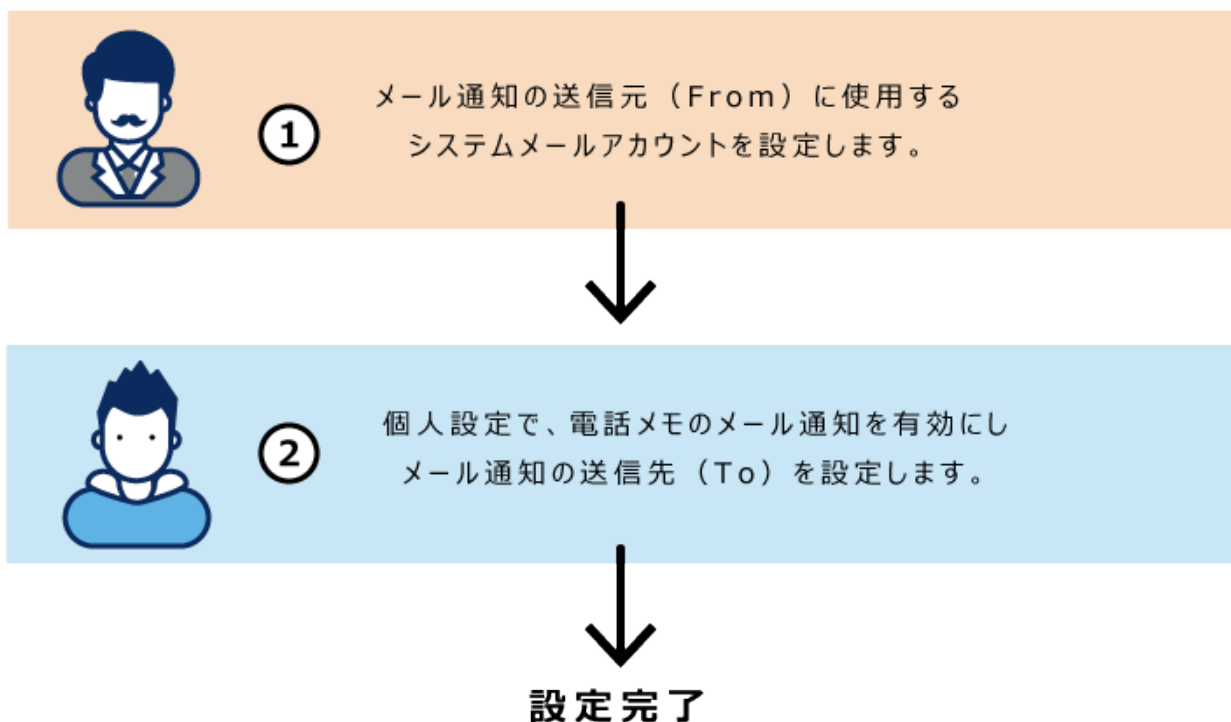 ① メール通知の送信元（From）に使用する
システムメールアカウントを設定します。
② 個人設定で、電話メモのメール通知を有効にし
メール通知の送信先（To）を設定します。
設定完了